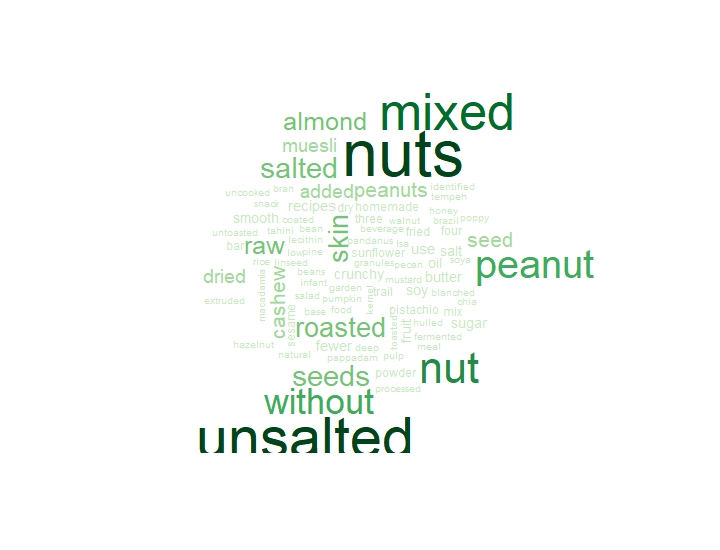 mixed
almond
nuts
muesli
salted
added
peanuts
identified
uncooked
bran
tempeh
snack
recipes
dry
homemade
honey
smooth
coated
skin
three
walnut
brazil
poppy
untoasted
tahini
bean
beverage
fried
four
bar
raw
lecithin
pandanus
isa
use
seed
low
pine
sunflower
salt
rice
linseed
granules
pecan
oil
soya
peanut
dried
macadamia
cashew
beans
crunchy
mustard
butter
infant
garden
trail
soy
blanched
extruded
salad
pumpkin
kernel
chia
sesame
base
food
pistachio
mix
roasted
toasted
fruit
hulled
sugar
hazelnut
fewer
deep
fermented
meal
natural
pappadam
pulp
nut
seeds
powder
processed
without
unsalted